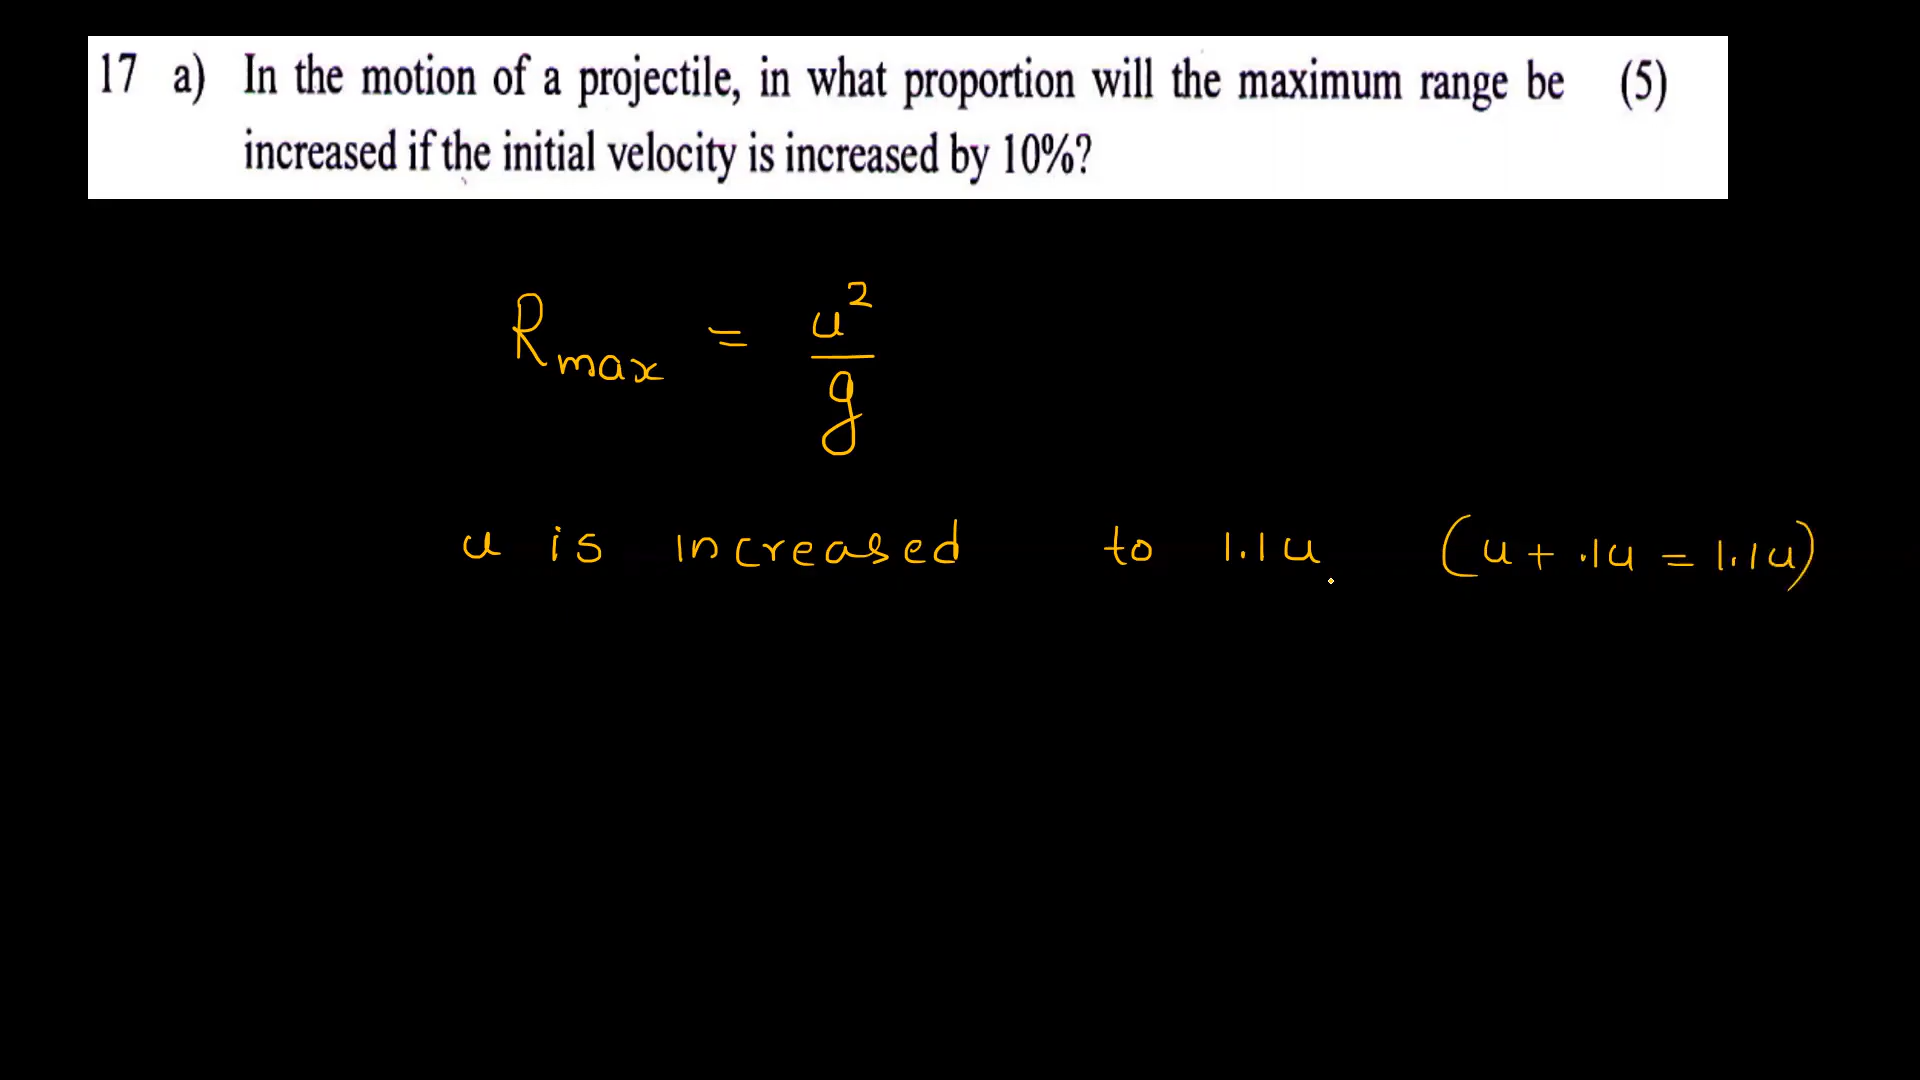 17 a) In the motion of a projectile, in what proportion will the maximum range be (5)
increased if the initial velocity is increased by 10%?
R_max = u²/g
u is increased to 1.1u. (u + .1u = 1.1u)